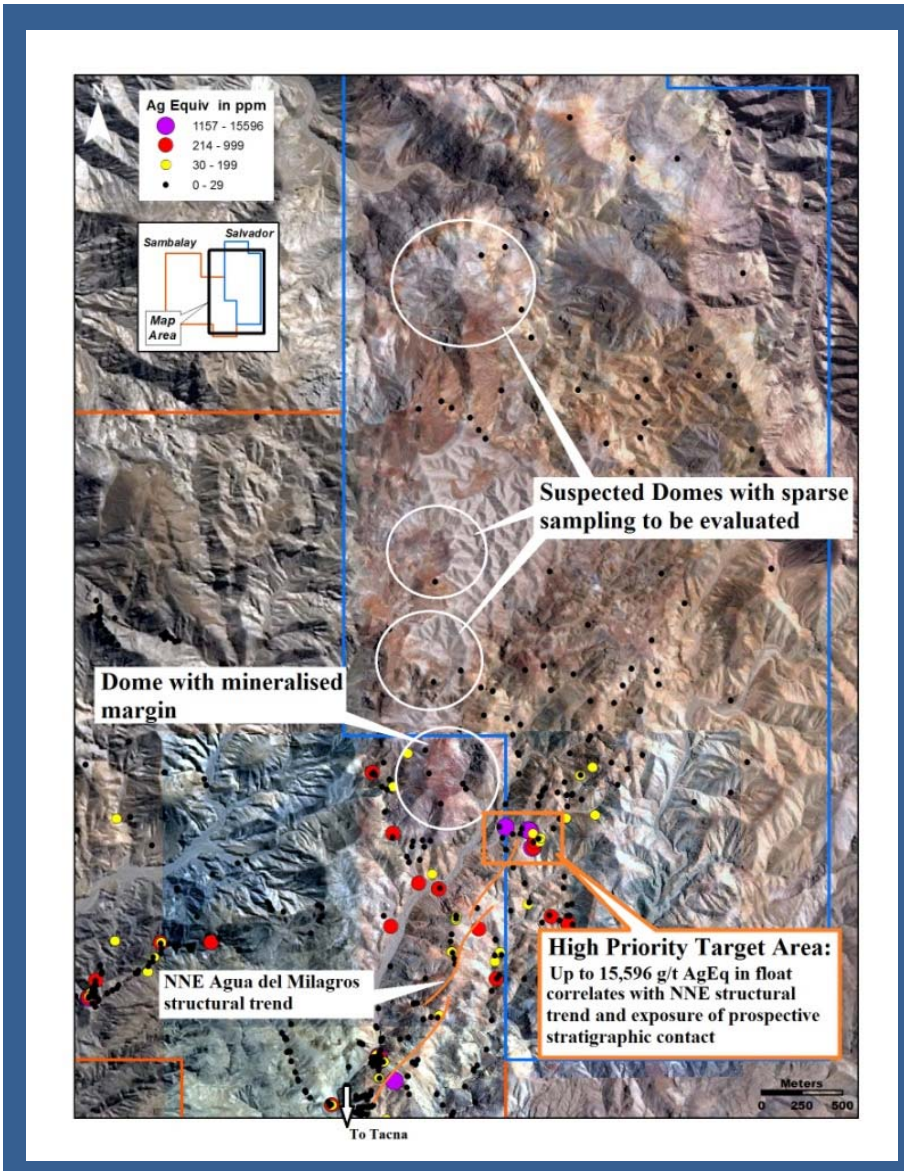 N
Ag Equiv in ppm
1157 - 15596
214 - 999
30 - 199
0 - 29
Salvador
Sambalay
Map
Area
Suspected Domes with sparse
sampling to be evaluated
Dome with mineralised
margin
NNE Agua del Milagros
structural trend
High Priority Target Area:
Up to 15,596 g/t AgEq in float
correlates with NNE structural
trend and exposure of prospective
stratigraphic contact
Meters
0 250 500
To Tacna